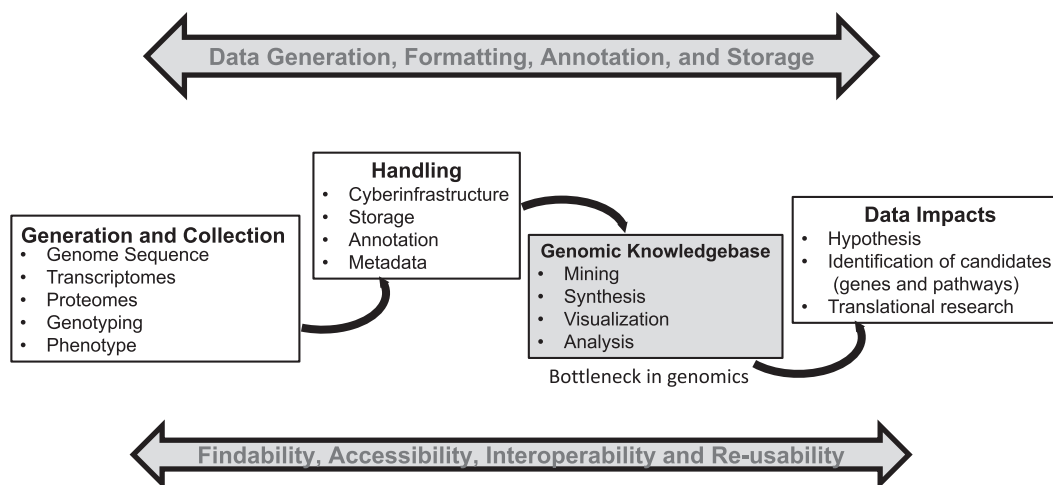 Data Generation, Formatting, Annotation, and Storage
Generation and Collection
• Genome Sequence
• Transcriptomes
• Proteomes
• Genotyping
• Phenotype
Handling
• Cyberinfrastructure
• Storage
• Annotation
• Metadata
Genomic Knowledgebase
• Mining
• Synthesis
• Visualization
• Analysis
Bottleneck in genomics
Data Impacts
• Hypothesis
• Identification of candidates
(genes and pathways)
• Translational research
Findability, Accessibility, Interoperability and Re-usability